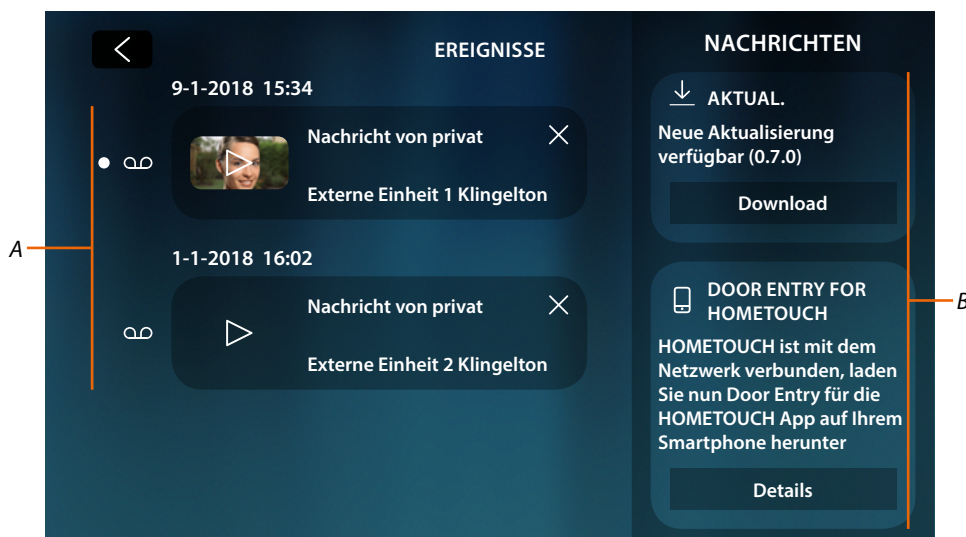 EREIGNISSE
9-1-2018 15:34
Nachricht von privat
Externe Einheit 1 Klingelton
A
1-1-2018 16:02
Nachricht von privat
Externe Einheit 2 Klingelton
NACHRICHTEN
AKTUAL.
Neue Aktualisierung
verfügbar (0.7.0)
Download
DOOR ENTRY FOR
HOMETOUCH
B
HOMETOUCH ist mit dem
Netzwerk verbunden, laden
Sie nun Door Entry für die
HOMETOUCH App auf Ihrem
Smartphone herunter
Details